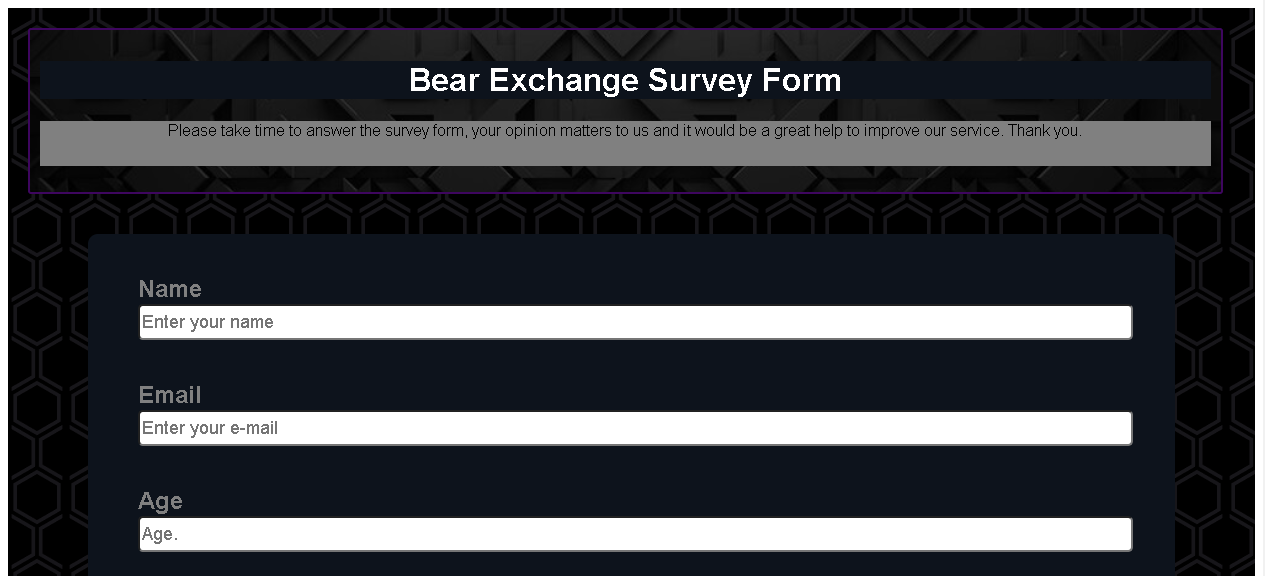 Bear Exchange Survey Form
Please take time to answer the survey form, your opinion matters to us and it would be a great help to improve our service. Thank you.
Name
Enter your name
Email
Enter your e-mail
Age
Age.